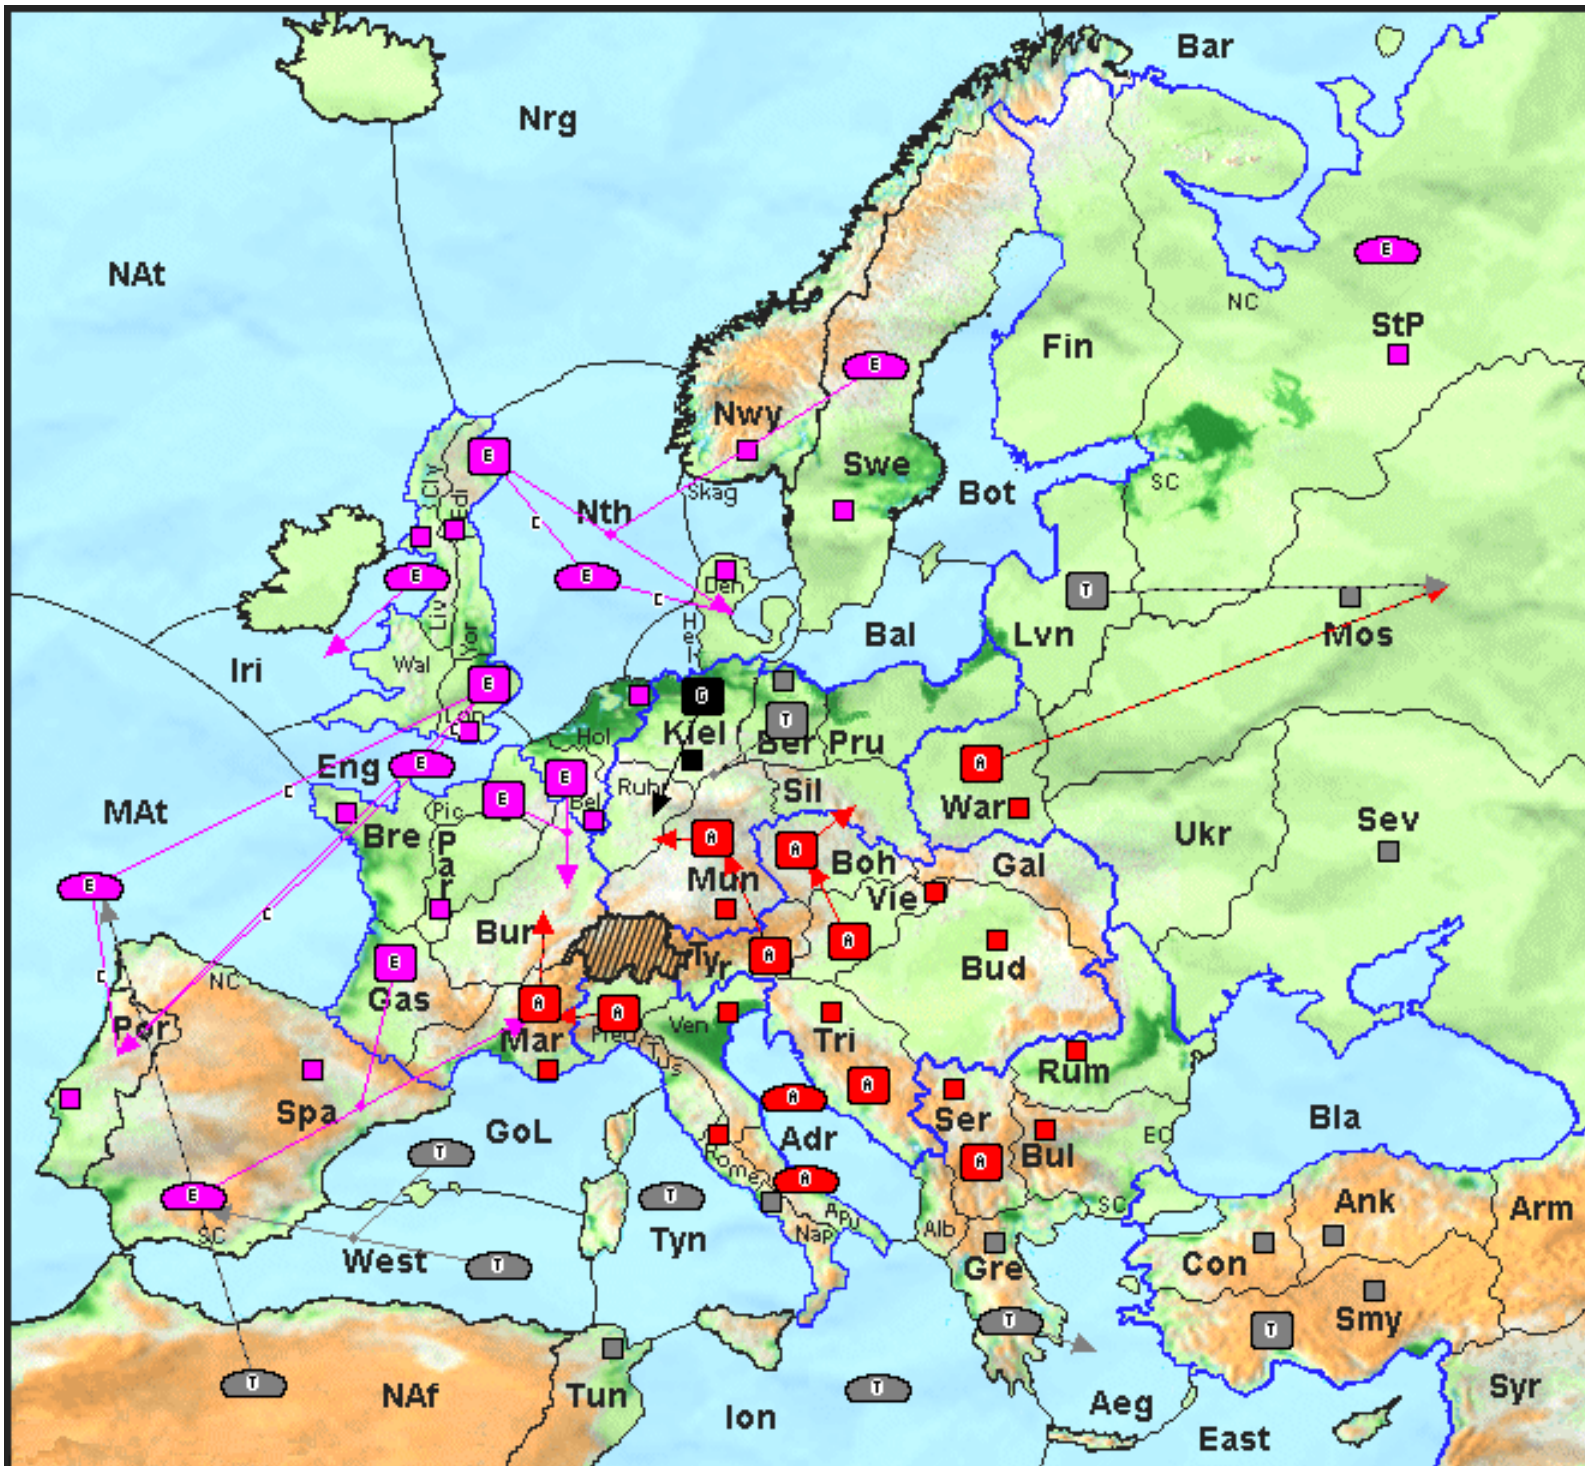 Bar
Nrg
NAt
E
NC
StP
Fin
E
Nwy
E
Cly
Edl
Swe
SC
Skag
Bot
Nth
C
E
E
Den
T
C
Hel
Liv
Yor
Bal
Lvn
Mos
Iri
Wal
E
G
Lon
T
Hol
Kiel
Ber
Pru
Eng
E
E
A
C
Ruhr
Sil
MAt
Pic
E
Bel
War
Bre
Par
A
A
Boh
Gal
Ukr
Sev
E
Mun
Vie
C
Bur
A
A
Tyr
Bud
E
C
NC
Gas
A
A
Por
Mar
Pied
Ven
Tri
Tus
Rum
A
A
Ser
Spa
GoL
Adr
Bla
T
Rome
A
Bul
EC
A
E
T
Apu
Ank
SC
Alb
SC
Arm
Nap
Tyn
West
T
Gre
Con
T
T
Smy
T
NAf
Tun
T
Syr
Ion
Aeg
East